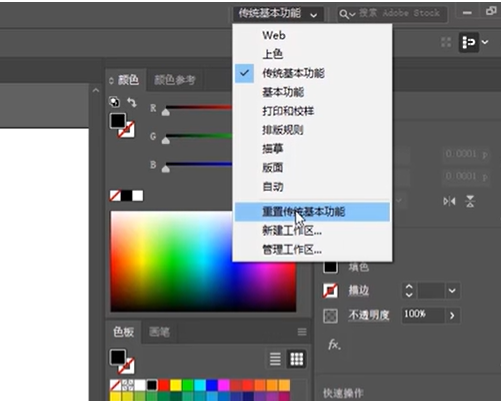 传统基本功能
搜索 Adobe Stock
Web
上色
传统基本功能
基本功能
打印和校样
排版规则
描摹
版面
自动
重置传统基本功能
新建工作区...
管理工作区...
颜色 颜色参考
R
G
B
0.0001 p
0.0001 p
填色
描边
不透明度 100%
fx.
色板 画笔
快速操作